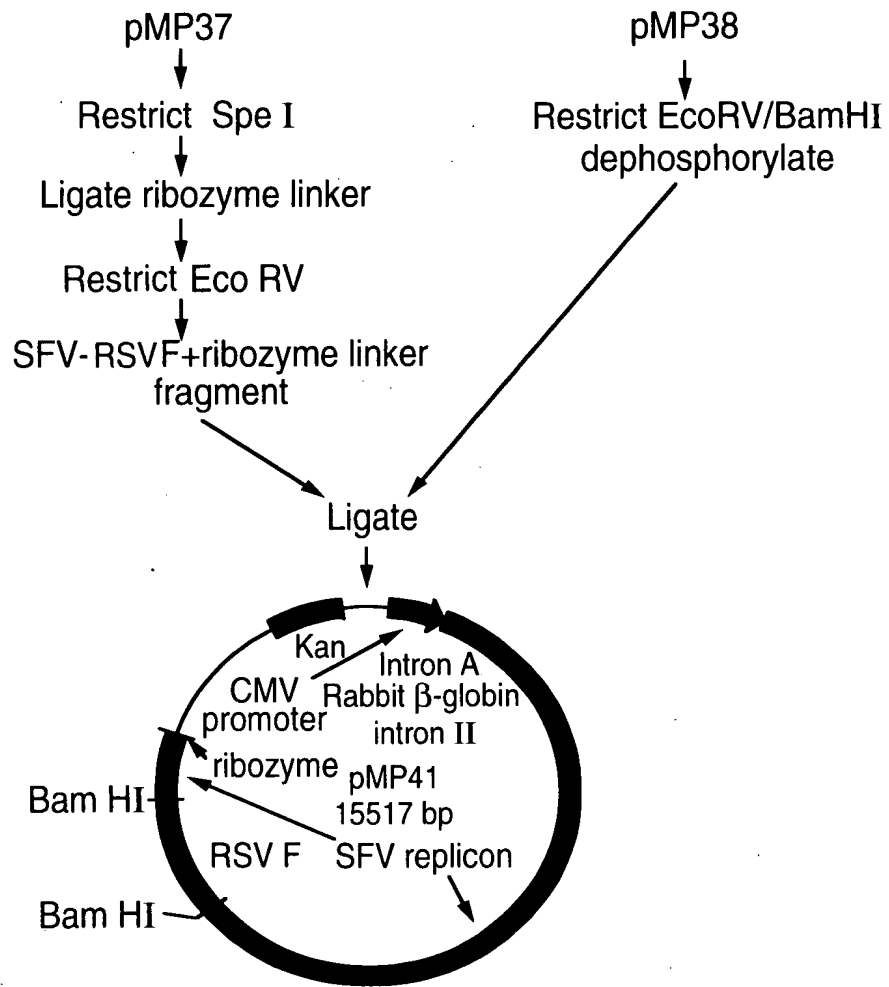 pMP37
Restrict Spe I
Ligate ribozyme linker
Restrict Eco RV
SFV-RSVF+ribozyme linker
fragment
pMP38
Restrict EcoRV/BamHI
dephosphorylate
Ligate
Kan
Intron A
CMV
promoter
Rabbit β-globin
intron II
ribozyme
pMP41
15517 bp
Bam HI
RSV F
SFV replicon
Bam HI